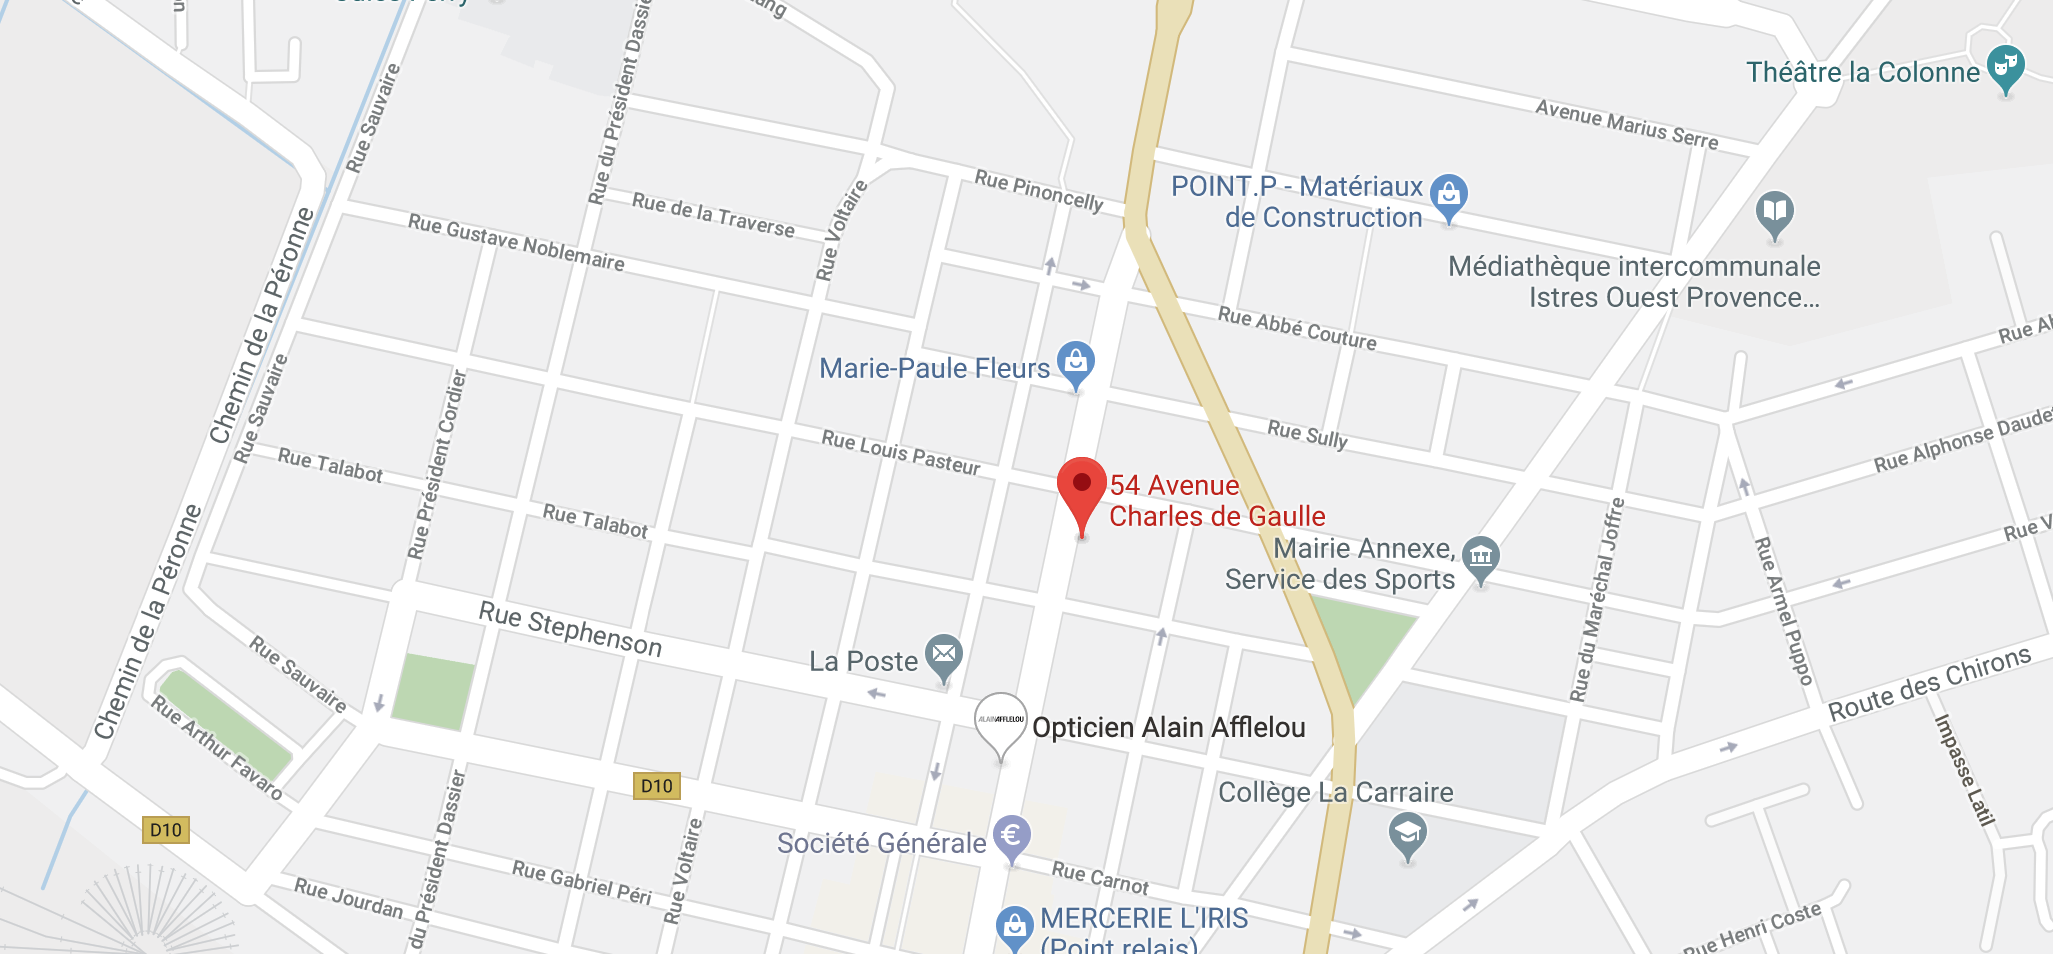 Rue Sauvaire
Rue du Président Dassier
Théâtre la Colonne
Avenue Marius Serre
Rue Pinoncelly
POINT.P - Matériaux
de Construction
Rue de la Traverse
Rue Voltaire
Rue Gustave Noblemaire
Chemin de la Péronne
Médiathèque intercommunale
Istres Ouest Provence...
Rue Abbé Couture
Marie-Paule Fleurs
Rue Sauvaire
Rue Président Cordier
Rue Louis Pasteur
Rue Sully
Rue Alphonse Daudet
Rue Talabot
54 Avenue
Charles de Gaulle
Rue Talabot
Mairie Annexe,
Service des Sports
Rue du Maréchal Joffre
Rue Armel Puppo
Chemin de la Péronne
Rue Stephenson
La Poste
Rue Sauvaire
Rue Arthur Favaro
Route des Chirons
ALAINAFFLELOU
Opticien Alain Afflelou
Impasse Latil
D10
Collège La Carraire
D10
Société Générale
du Président Dassier
Rue Voltaire
Rue Gabriel Péri
Rue Carnot
Rue Jourdan
MERCERIE L'IRIS
(Point relais)
Rue Henri Coste